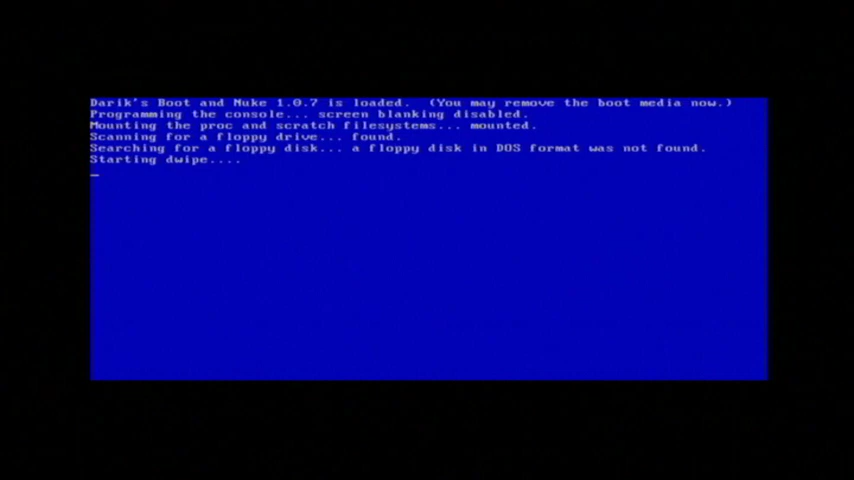 Darik's Boot and Nuke 1.0.7 is loaded.  (You may remove the boot media now.)
Programming the console... screen blanking disabled.
Mounting the proc and scratch filesystems... mounted.
Scanning for a floppy drive... found.
Searching for a floppy disk... a floppy disk in DOS format was not found.
Starting dwipe....